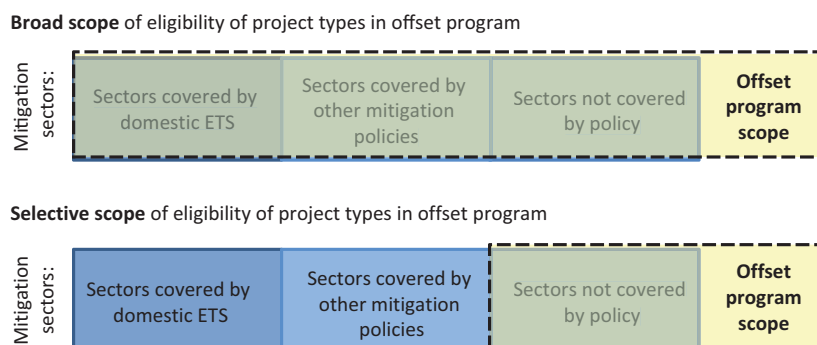 Broad scope of eligibility of project types in offset program
Mitigation
sectors:
Sectors covered by
domestic ETS
Sectors covered by
other mitigation
policies
Sectors not covered
by policy
Offset
program
scope
Selective scope of eligibility of project types in offset program
Mitigation
sectors:
Sectors covered by
domestic ETS
Sectors covered by
other mitigation
policies
Sectors not covered
by policy
Offset
program
scope